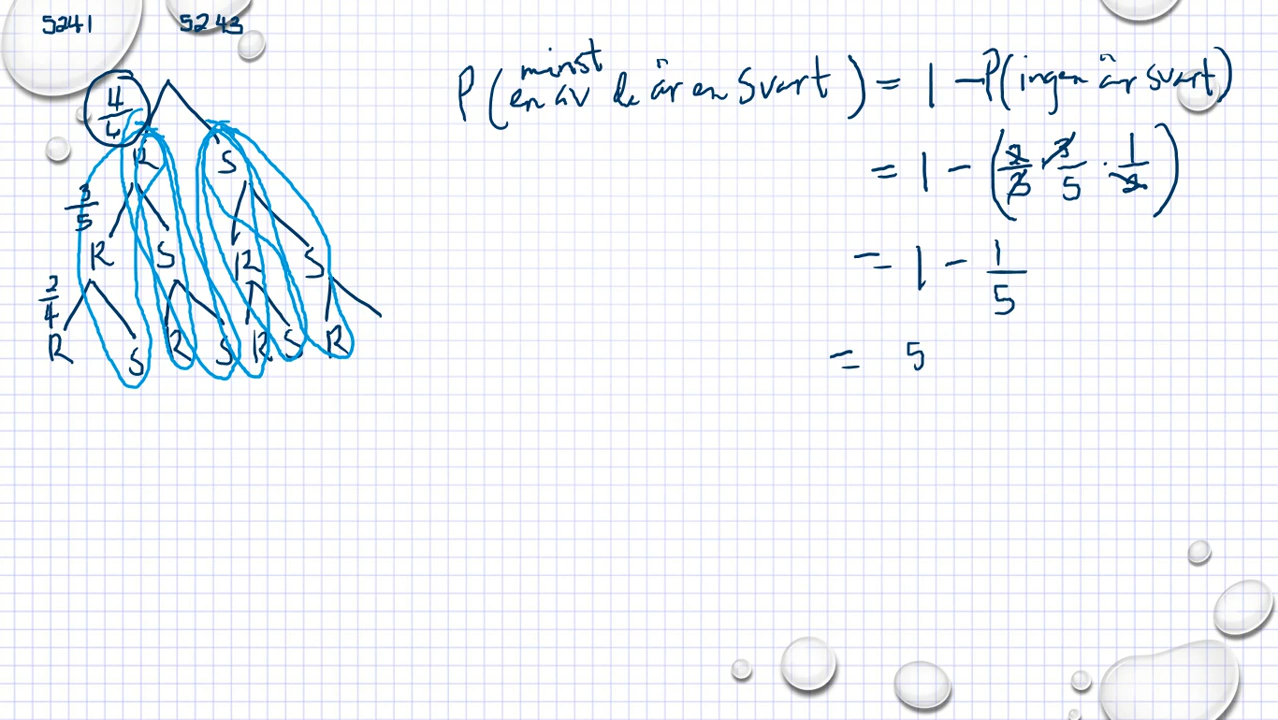 5241 5243
P(minst en av de är en svart) = 1 - P(ingen är svart)
= 1 - (2/3 · 3/5 · 1/2)
= 1 - 1/5
= 5
4/6
R S
3/5
R S R S
2/4
R S R S R S R